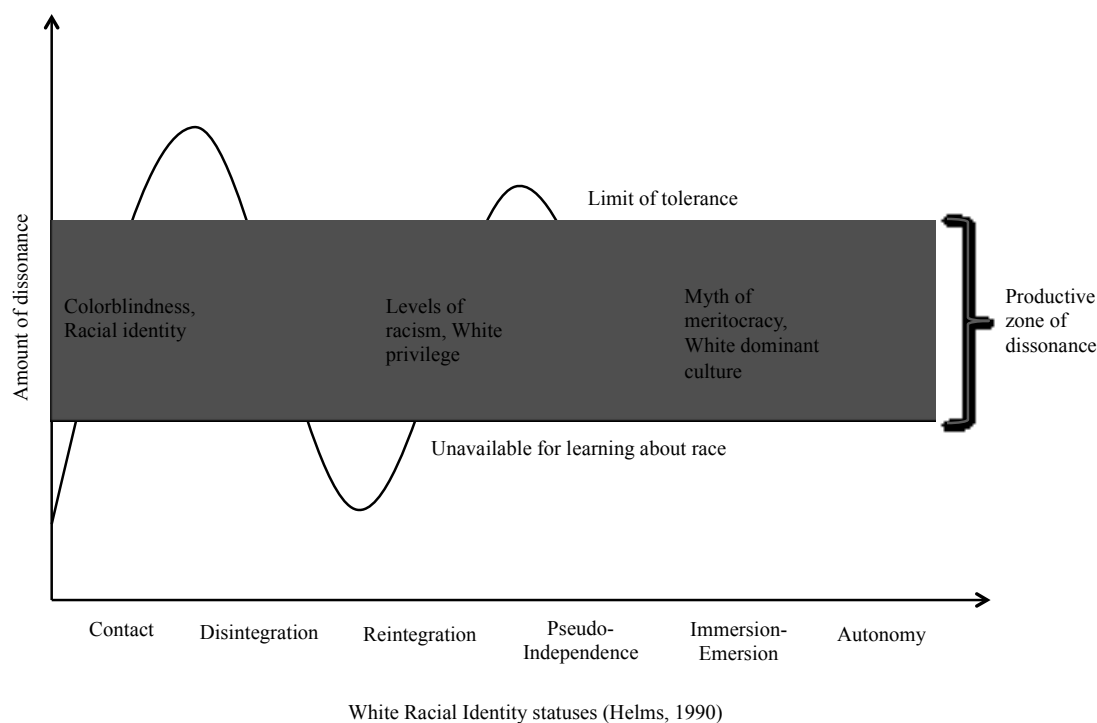 Amount of dissonance
Limit of tolerance
Colorblindness,
Racial identity
Levels of
racism, White
privilege
Myth of
meritocracy,
White dominant
culture
Productive
zone of
dissonance
Unavailable for learning about race
Contact
Disintegration
Reintegration
Pseudo-
Independence
Immersion-
Emersion
Autonomy
White Racial Identity statuses (Helms, 1990)